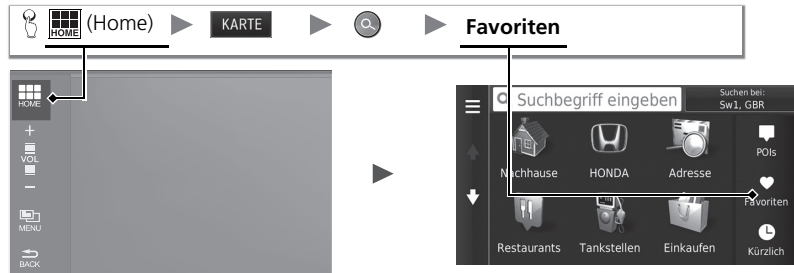 HOME (Home) KARTE Favoriten
HOME
+
VOL
−
MENU
BACK
Suchbegriff eingeben
Suchen bei:
Sw1, GBR
Nachhause HONDA Adresse
POIs
Favoriten
Restaurants Tankstellen Einkaufen
Kürzlich